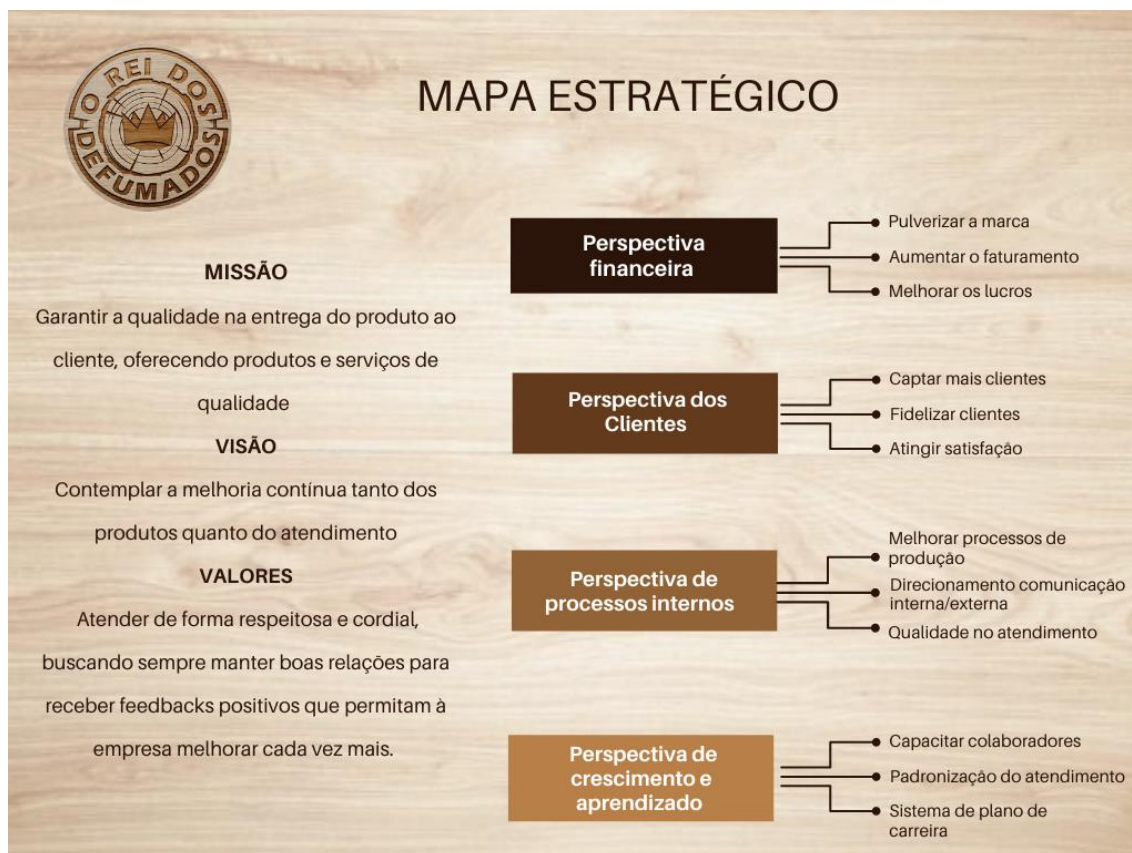 O REI DOS
DEFUMADOS
MAPA ESTRATÉGICO
MISSÃO
Garantir a qualidade na entrega do produto ao
cliente, oferecendo produtos e serviços de
qualidade
VISÃO
Contemplar a melhoria contínua tanto dos
produtos quanto do atendimento
VALORES
Atender de forma respeitosa e cordial,
buscando sempre manter boas relações para
receber feedbacks positivos que permitam à
empresa melhorar cada vez mais.
Perspectiva
financeira
Pulverizar a marca
Aumentar o faturamento
Melhorar os lucros
Perspectiva dos
Clientes
Captar mais clientes
Fidelizar clientes
Atingir satisfação
Perspectiva de
processos internos
Melhorar processos de
produção
Direcionamento comunicação
interna/externa
Qualidade no atendimento
Perspectiva de
crescimento e
aprendizado
Capacitar colaboradores
Padronização do atendimento
Sistema de plano de
carreira